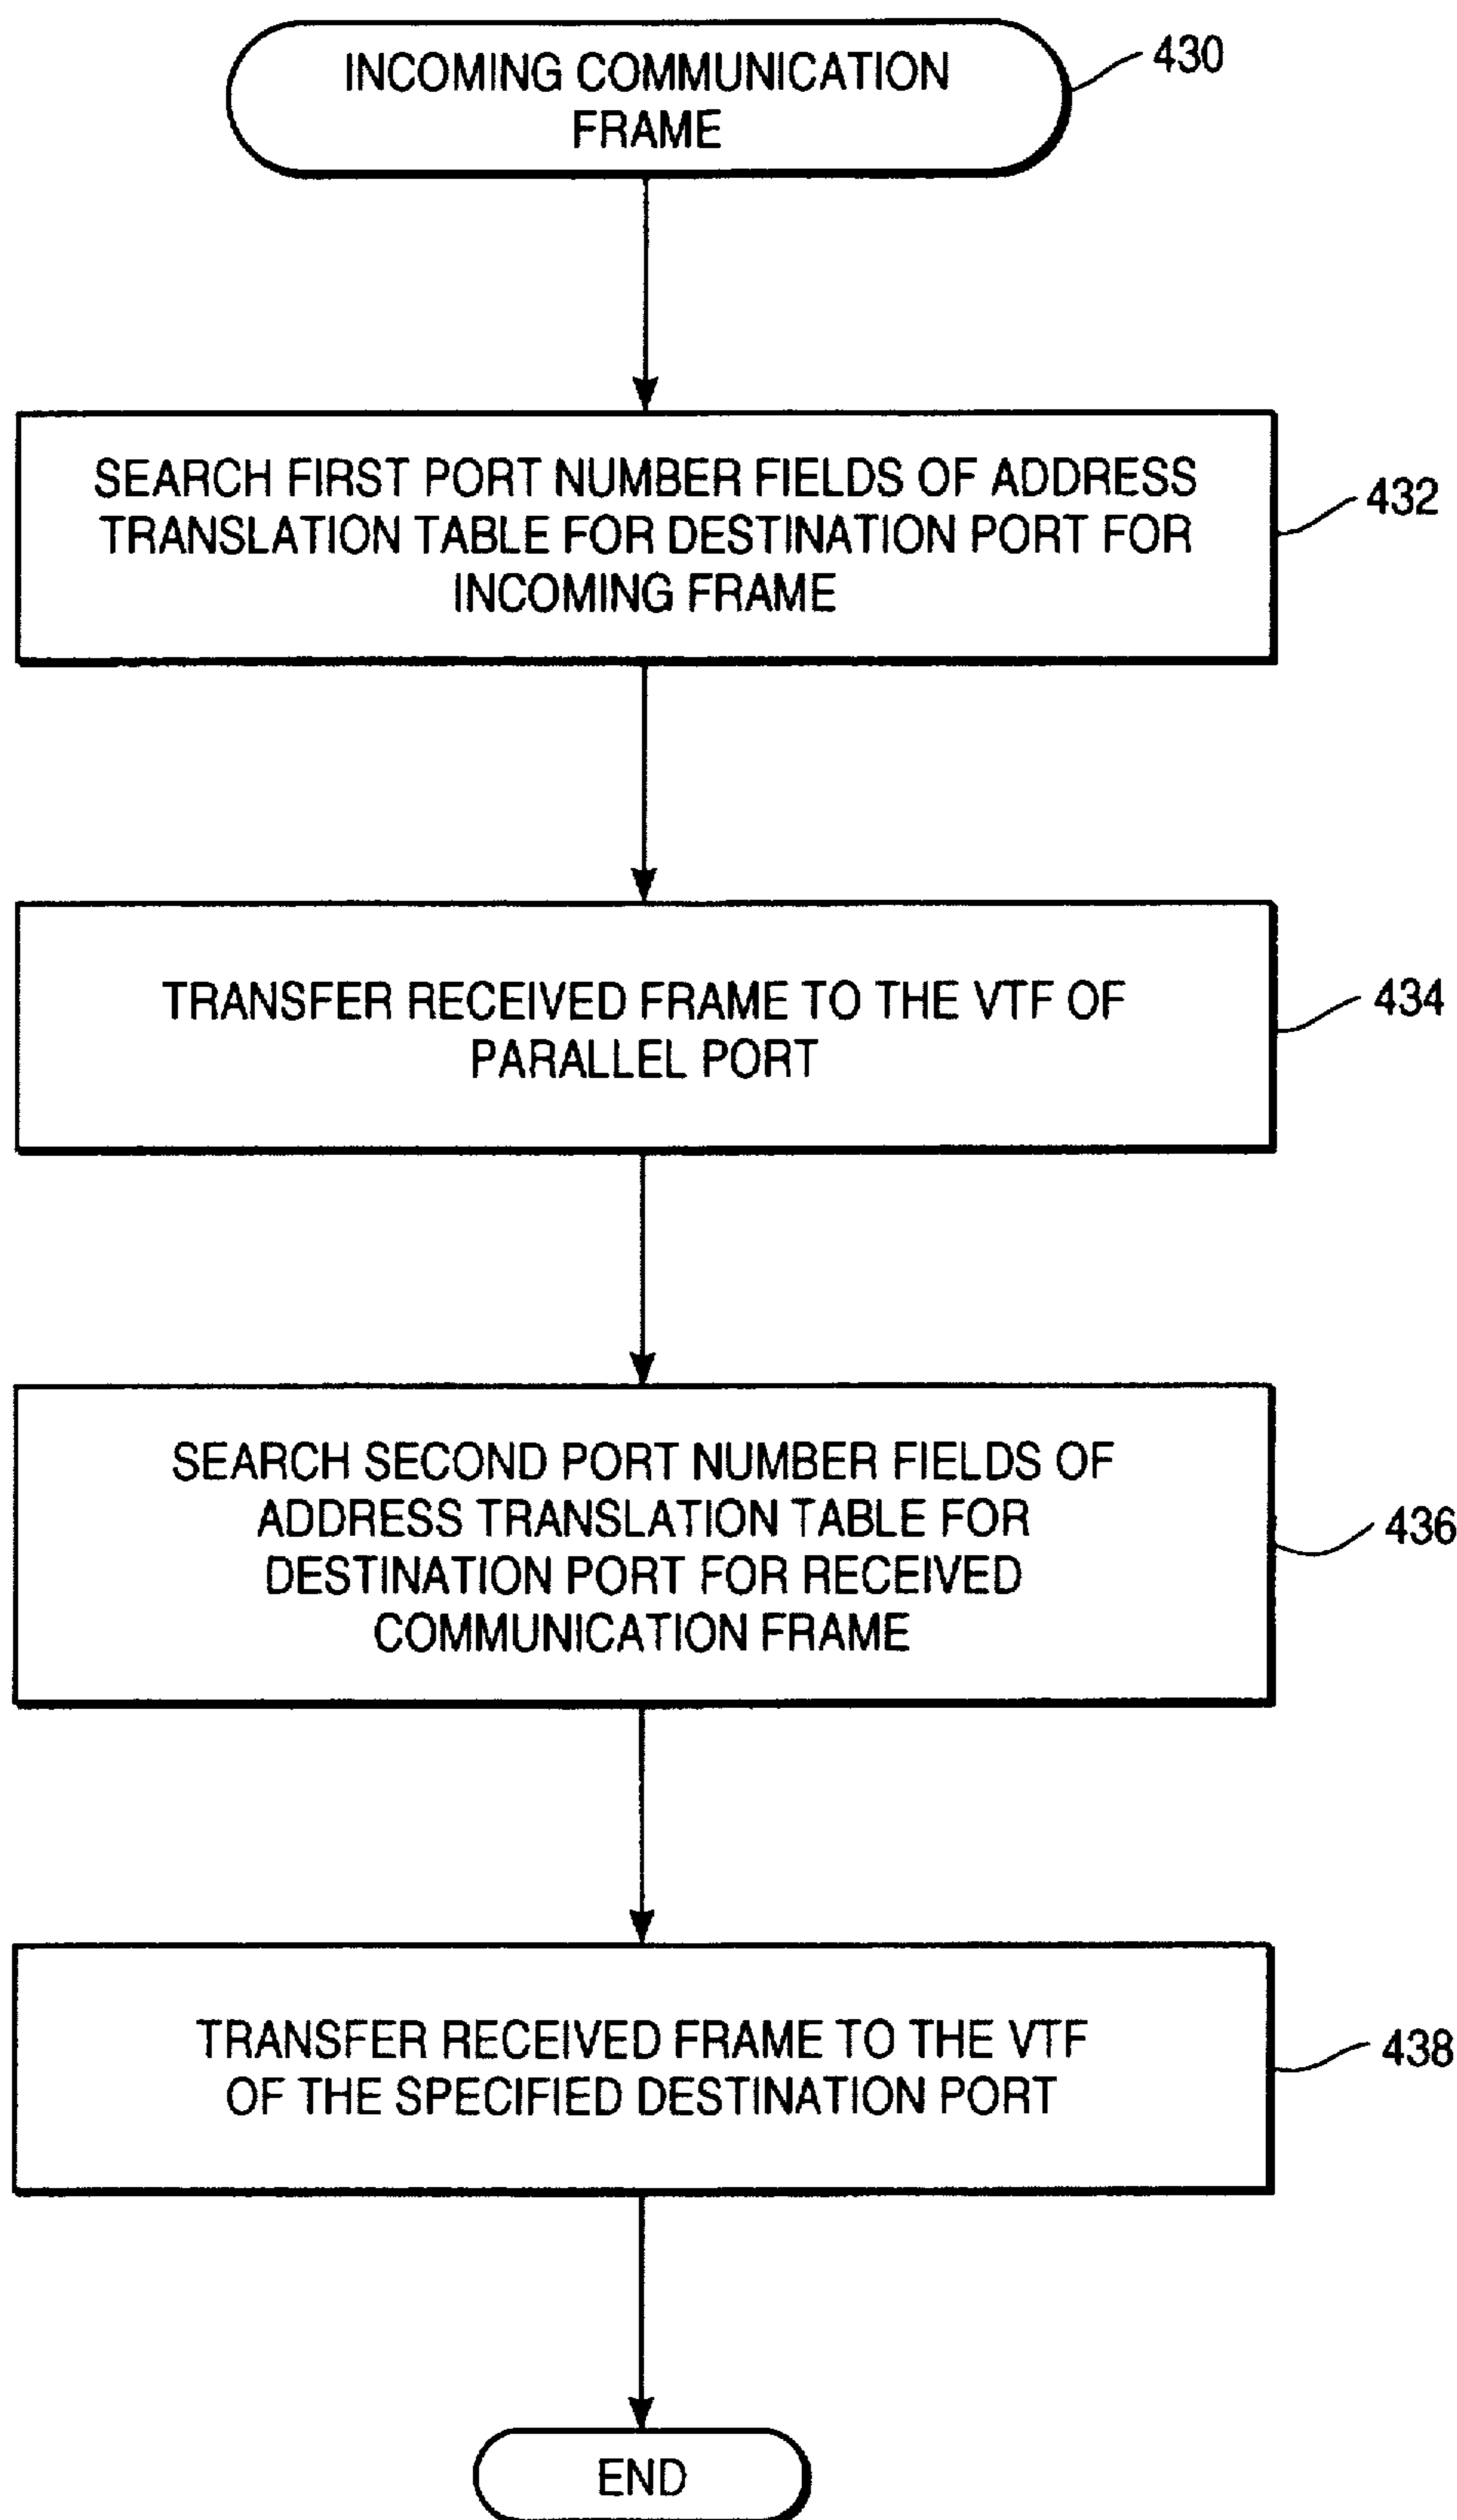 INCOMING COMMUNICATION
FRAME
430
SEARCH FIRST PORT NUMBER FIELDS OF ADDRESS
TRANSLATION TABLE FOR DESTINATION PORT FOR
INCOMING FRAME
432
TRANSFER RECEIVED FRAME TO THE VTF OF
PARALLEL PORT
434
SEARCH SECOND PORT NUMBER FIELDS OF
ADDRESS TRANSLATION TABLE FOR
DESTINATION PORT FOR RECEIVED
COMMUNICATION FRAME
436
TRANSFER RECEIVED FRAME TO THE VTF
OF THE SPECIFIED DESTINATION PORT
438
END